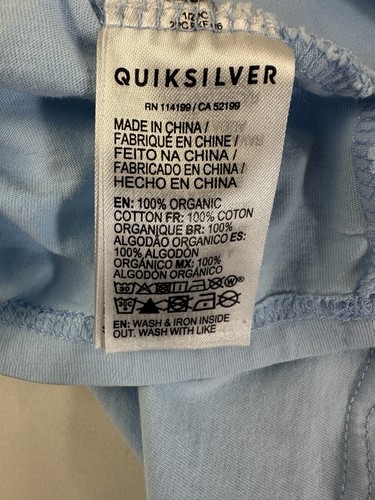 QUIKSILVER
RN 114199 / CA 52199
MADE IN CHINA /
FABRIQUÉ EN CHINE /
FEITO NA CHINA /
FABRICADO EN CHINA /
HECHO EN CHINA
EN: 100% ORGANIC
COTTON FR: 100% COTON
ORGANIQUE BR: 100%
ALGODÃO ORGANICO ES:
100% ALGODÓN
ORGÁNICO MX: 100%
ALGODÓN ORGÁNICO
EN: WASH & IRON INSIDE
OUT. WASH WITH LIKE